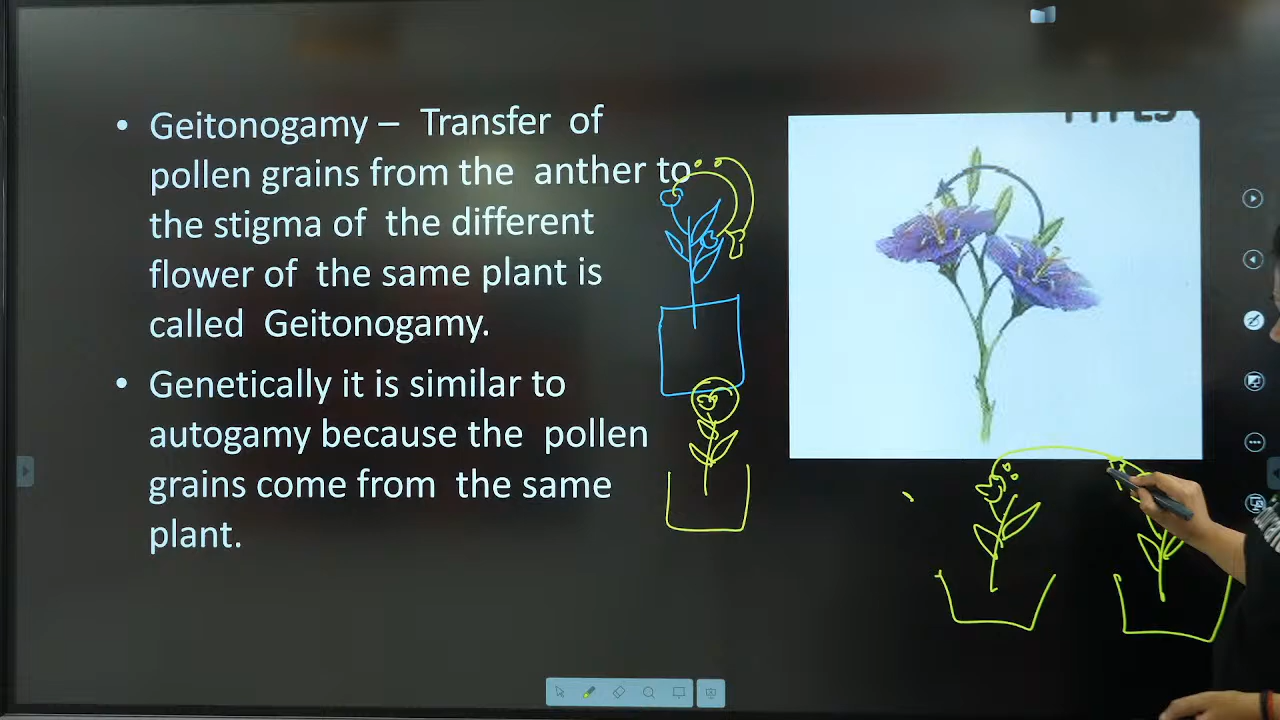 • Geitonogamy – Transfer of
pollen grains from the anther to
the stigma of the different
flower of the same plant is
called Geitonogamy.
• Genetically it is similar to
autogamy because the pollen
grains come from the same
plant.